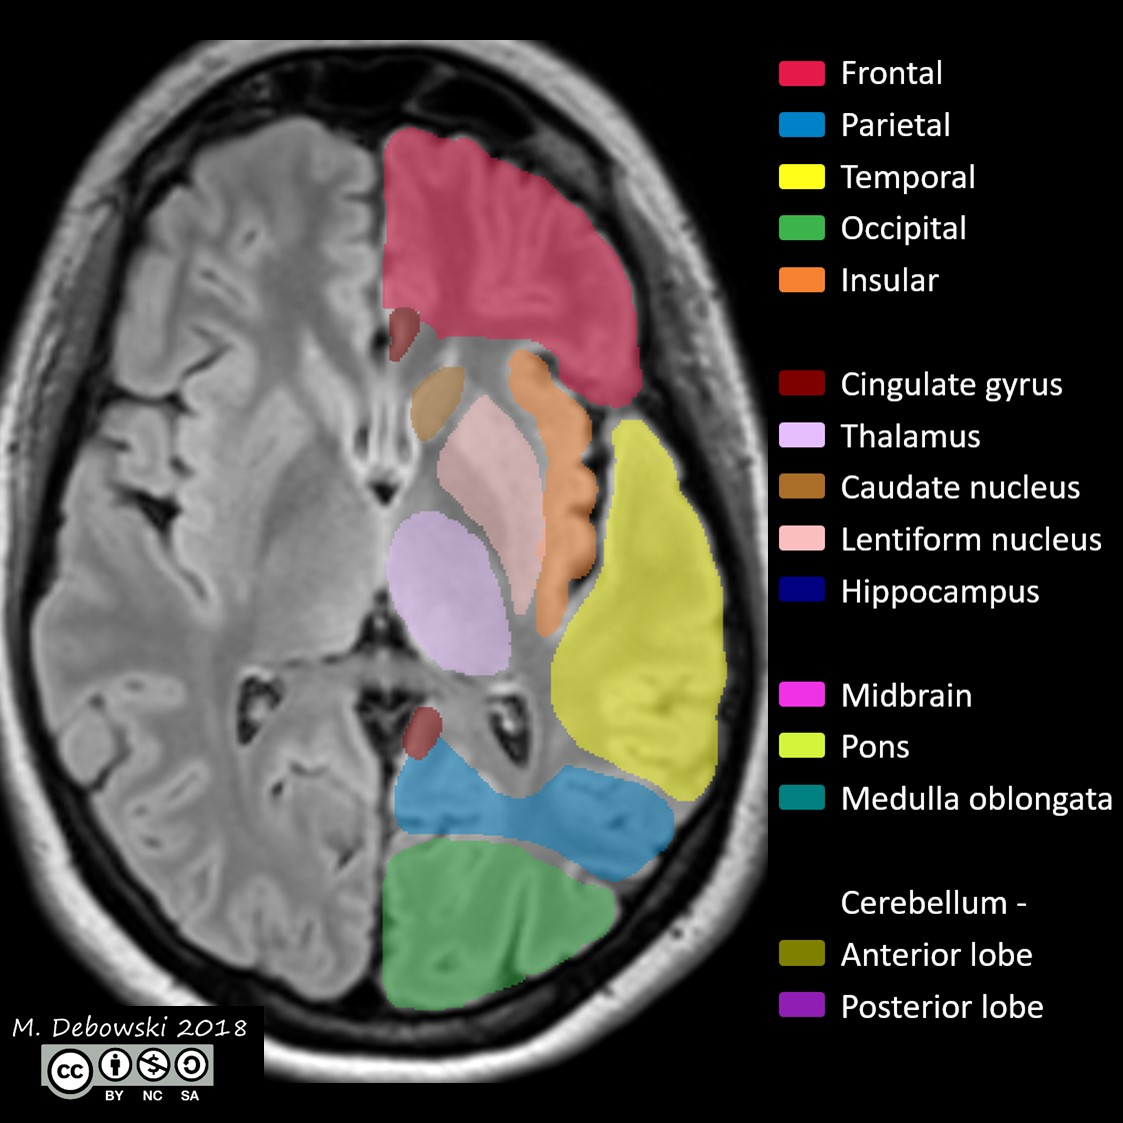 Frontal
Parietal
Temporal
Occipital
Insular
Cingulate gyrus
Thalamus
Caudate nucleus
Lentiform nucleus
Hippocampus
Midbrain
Pons
Medulla oblongata
Cerebellum -
Anterior lobe
Posterior lobe
M. Debowski 2018
cc
BY NC SA